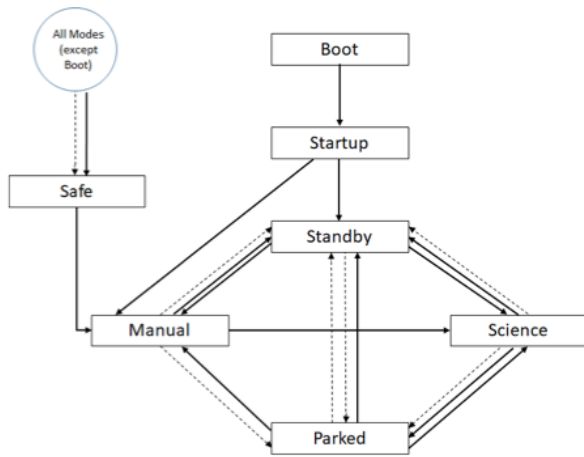 All Modes
(except
Boot)
Boot
Startup
Safe
Standby
Manual
Science
Parked